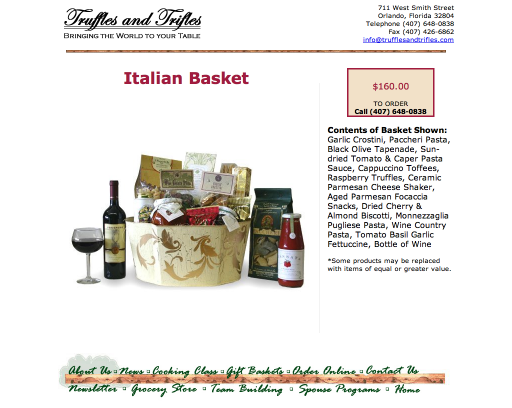 Truffles and Trifles
BRINGING THE WORLD TO YOUR TABLE
711 West Smith Street
Orlando, Florida 32804
Telephone (407) 648-0838
Fax (407) 426-6862
info@trufflesandtrifles.com
Italian Basket
$160.00
TO ORDER
Call (407) 648-0838
Contents of Basket Shown:
Garlic Crostini, Paccheri Pasta,
Black Olive Tapenade, Sun-
dried Tomato & Caper Pasta
Sauce, Cappuccino Toffees,
Raspberry Truffles, Ceramic
Parmesan Cheese Shaker,
Aged Parmesan Focaccia
Snacks, Dried Cherry &
Almond Biscotti, Monnezzaglia
Pugliese Pasta, Wine Country
Pasta, Tomato Basil Garlic
Fettuccine, Bottle of Wine
*Some products may be replaced
with items of equal or greater value.
About Us News Cooking Class Gift Baskets Order Online Contact Us
Newsletter Grocery Store Team Building Spouse Programs Home